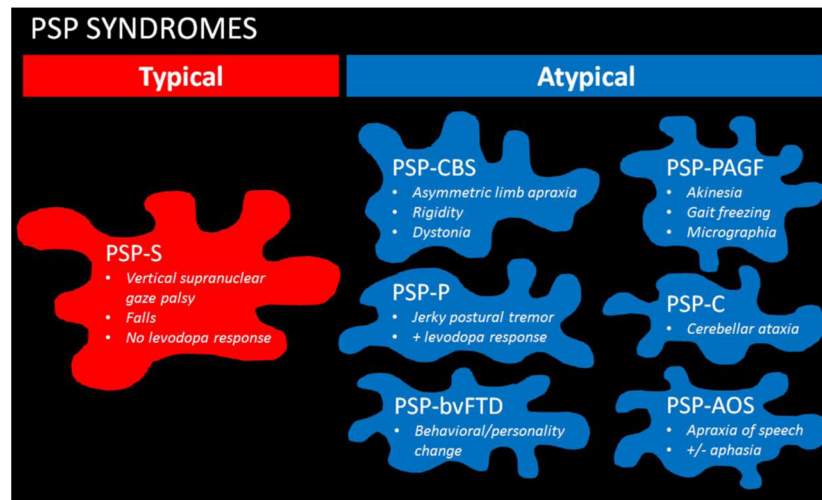 PSP SYNDROMES
Typical
Atypical
PSP-S
• Vertical supranuclear
gaze palsy
• Falls
• No levodopa response
PSP-CBS
• Asymmetric limb apraxia
• Rigidity
• Dystonia
PSP-PAGF
• Akinesia
• Gait freezing
• Micrographia
PSP-P
• Jerky postural tremor
• + levodopa response
PSP-C
• Cerebellar ataxia
PSP-bvFTD
• Behavioral/personality
change
PSP-AOS
• Apraxia of speech
• +/- aphasia